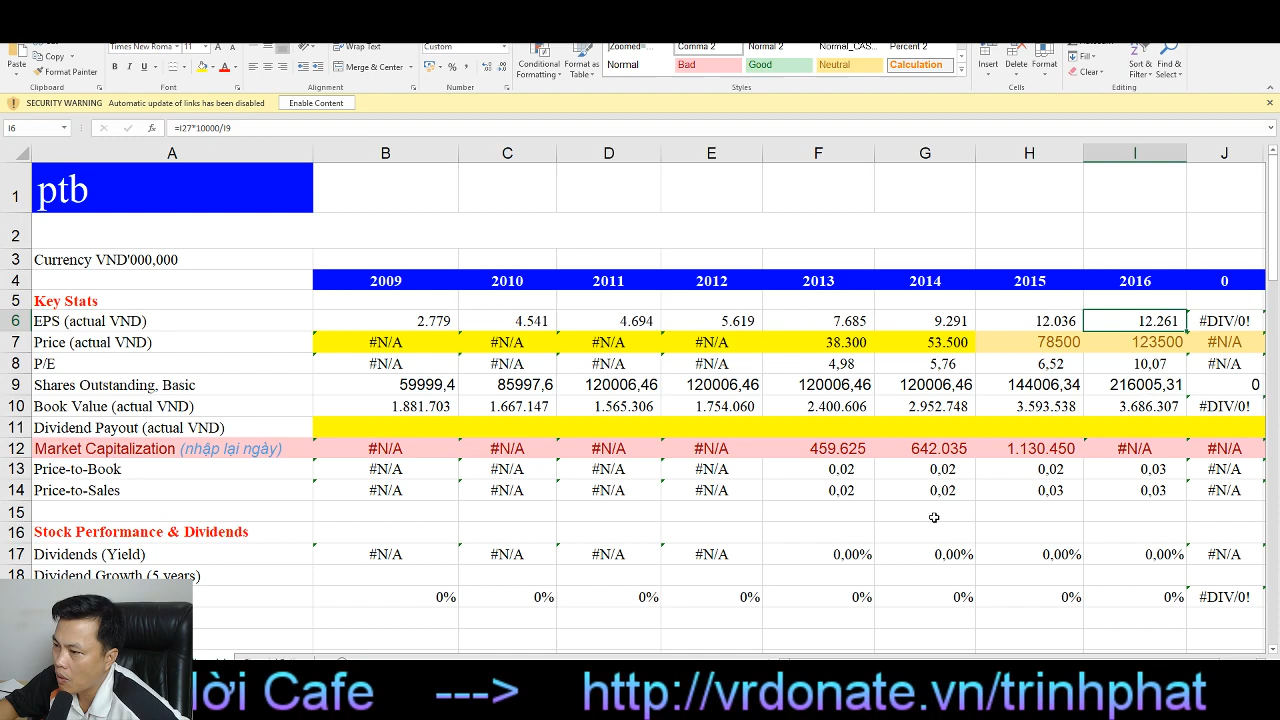 Copy Times New Roma 11 Wrap Text Custom Zoomed=... Comma 2 Normal 2 Normal_CAS... Percent 2
Paste Format Painter Merge & Center Conditional Formatting Format as Table Normal Bad Good Neutral Calculation Insert Delete Format Fill Clear Sort & Filter Find & Select
Clipboard Font Alignment Number Styles Cells Editing
SECURITY WARNING Automatic update of links has been disabled Enable Content
I6 fx =I27*10000/I9
A B C D E F G H I J
1 ptb
2
3 Currency VND'000,000
4 2009 2010 2011 2012 2013 2014 2015 2016 0
5 Key Stats
6 EPS (actual VND) 2.779 4.541 4.694 5.619 7.685 9.291 12.036 12.261 #DIV/0!
7 Price (actual VND) #N/A #N/A #N/A #N/A 38.300 53.500 78500 123500 #N/A
8 P/E #N/A #N/A #N/A #N/A 4,98 5,76 6,52 10,07 #N/A
9 Shares Outstanding, Basic 59999,4 85997,6 120006,46 120006,46 120006,46 120006,46 144006,34 216005,31 0
10 Book Value (actual VND) 1.881.703 1.667.147 1.565.306 1.754.060 2.400.606 2.952.748 3.593.538 3.686.307 #DIV/0!
11 Dividend Payout (actual VND)
12 Market Capitalization (nhập lại ngày) #N/A #N/A #N/A #N/A 459.625 642.035 1.130.450 #N/A #N/A
13 Price-to-Book #N/A #N/A #N/A #N/A 0,02 0,02 0,02 0,03 #N/A
14 Price-to-Sales #N/A #N/A #N/A #N/A 0,02 0,02 0,03 0,03 #N/A
15
16 Stock Performance & Dividends
17 Dividends (Yield) #N/A #N/A #N/A #N/A 0,00% 0,00% 0,00% 0,00% #N/A
18 Dividend Growth (5 years)
0% 0% 0% 0% 0% 0% 0% 0% #DIV/0!
lời Cafe ---> http://vrdonate.vn/trinhphat